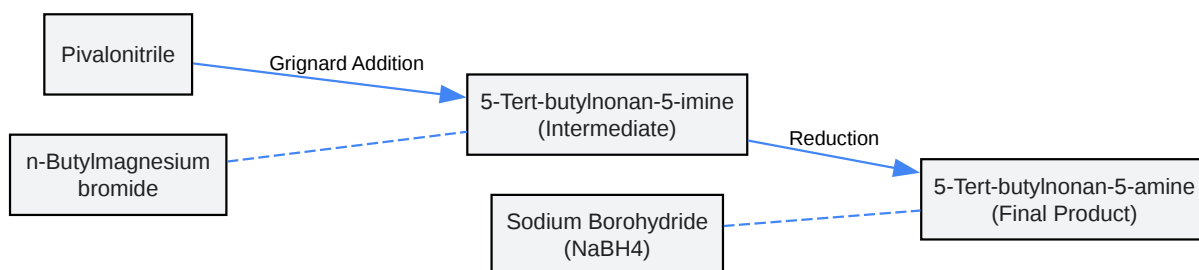 Pivalonitrile
Grignard Addition
5-Tert-butylnonan-5-imine
(Intermediate)
n-Butylmagnesium
bromide
Reduction
5-Tert-butylnonan-5-amine
(Final Product)
Sodium Borohydride
(NaBH4)